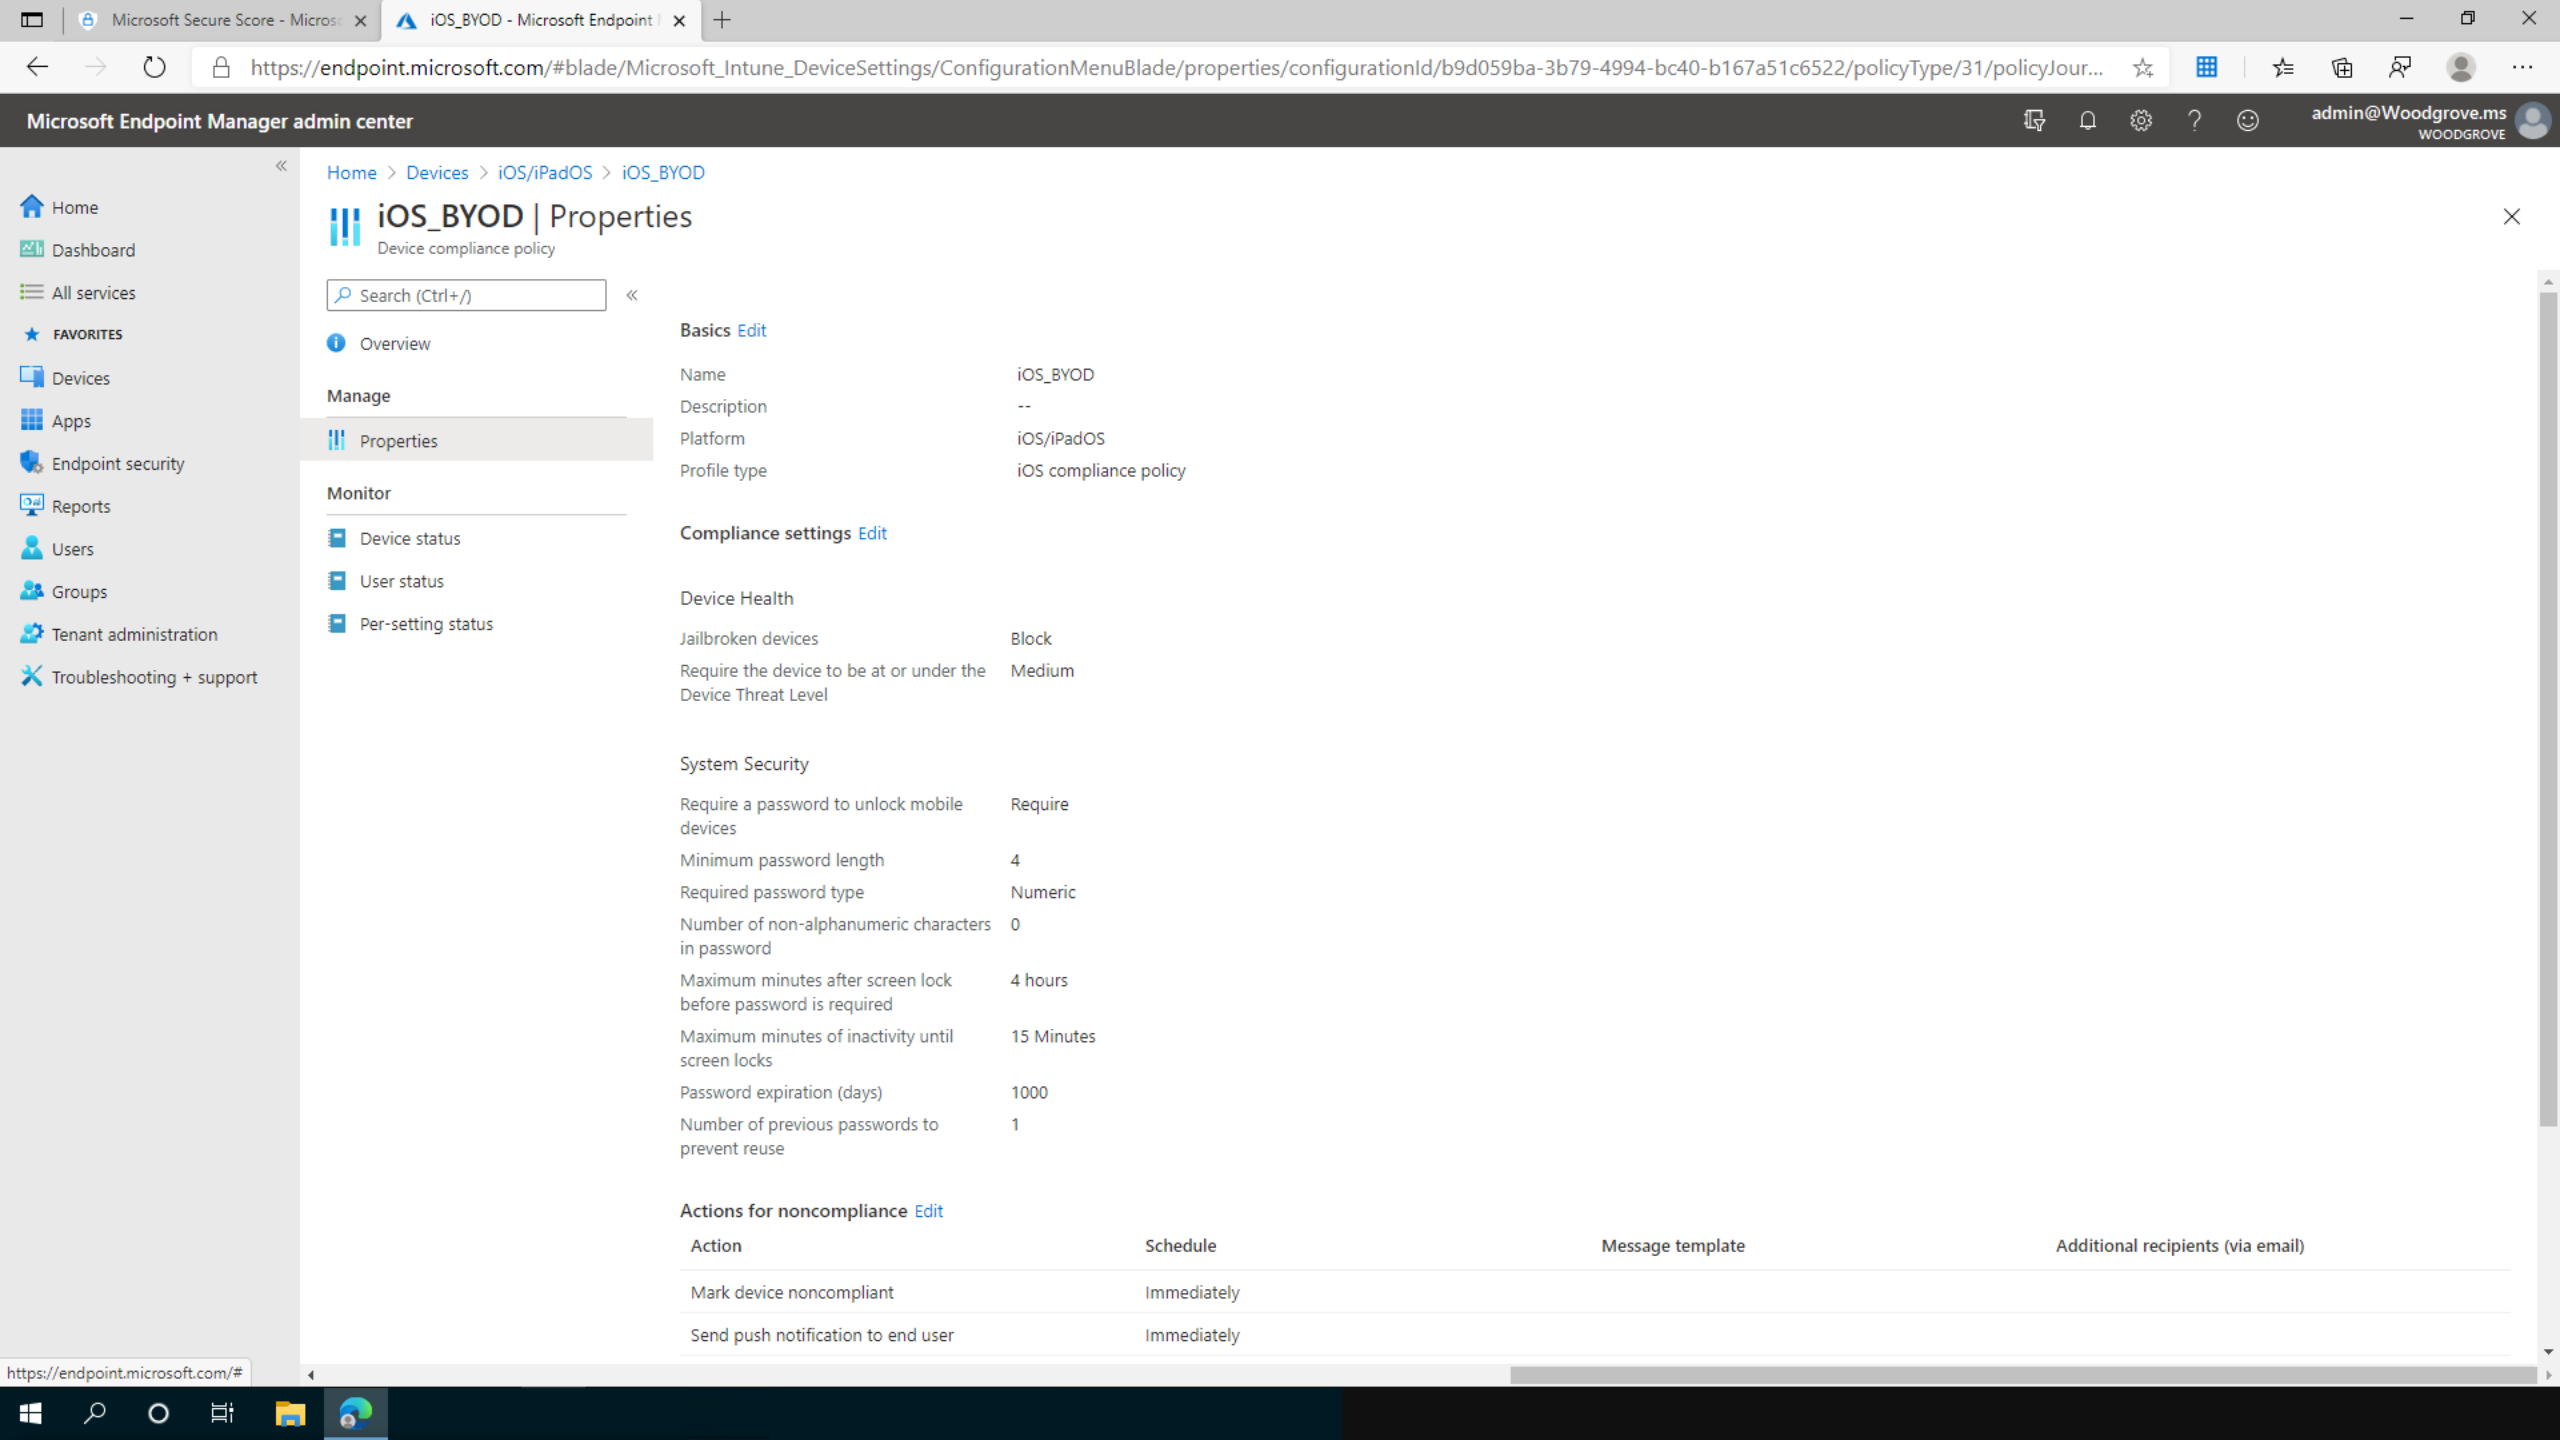 Microsoft Secure Score - Micros
iOS_BYOD - Microsoft Endpoint
https://endpoint.microsoft.com/#blade/Microsoft_Intune_DeviceSettings/ConfigurationMenuBlade/properties/configurationId/b9d059ba-3b79-4994-bc40-b167a51c6522/policyType/31/policyJour...
Microsoft Endpoint Manager admin center
admin@Woodgrove.ms
WOODGROVE
Home
Dashboard
All services
FAVORITES
Devices
Apps
Endpoint security
Reports
Users
Groups
Tenant administration
Troubleshooting + support
https://endpoint.microsoft.com/#
Home > Devices > iOS/iPadOS > iOS_BYOD
iOS_BYOD | Properties
Device compliance policy
Search (Ctrl+/)
Overview
Manage
Properties
Monitor
Device status
User status
Per-setting status
Basics Edit
Name iOS_BYOD
Description --
Platform iOS/iPadOS
Profile type iOS compliance policy
Compliance settings Edit
Device Health
Jailbroken devices Block
Require the device to be at or under the Medium
Device Threat Level
System Security
Require a password to unlock mobile Require
devices
Minimum password length 4
Required password type Numeric
Number of non-alphanumeric characters 0
in password
Maximum minutes after screen lock 4 hours
before password is required
Maximum minutes of inactivity until 15 Minutes
screen locks
Password expiration (days) 1000
Number of previous passwords to 1
prevent reuse
Actions for noncompliance Edit
Action Schedule Message template Additional recipients (via email)
Mark device noncompliant Immediately
Send push notification to end user Immediately